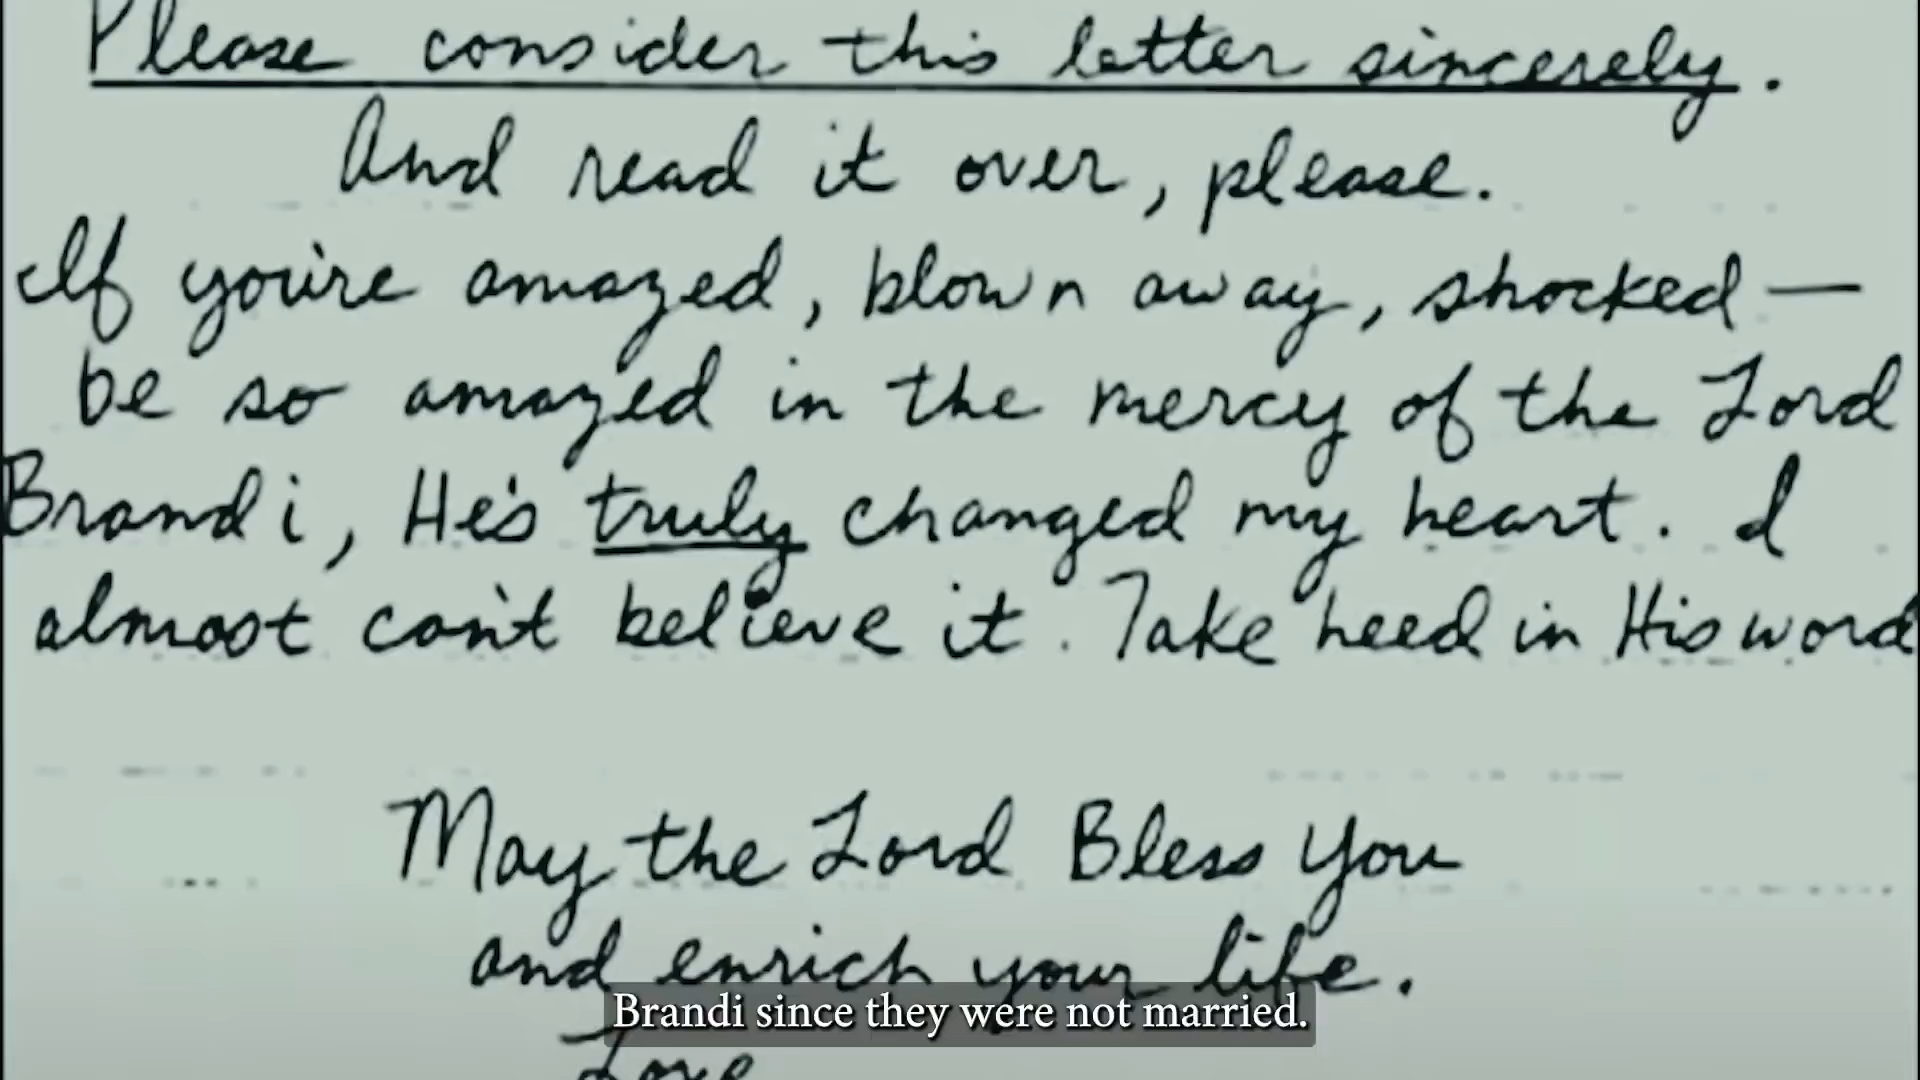 Please consider this letter sincerely.
And read it over, please.
If you're amazed, blown away, shocked —
be so amazed in the mercy of the Lord
Brandi, He's truly changed my heart. I
almost can't believe it. Take heed in His word
May the Lord Bless You
and enrich your life.
Brandi since they were not married.
Love